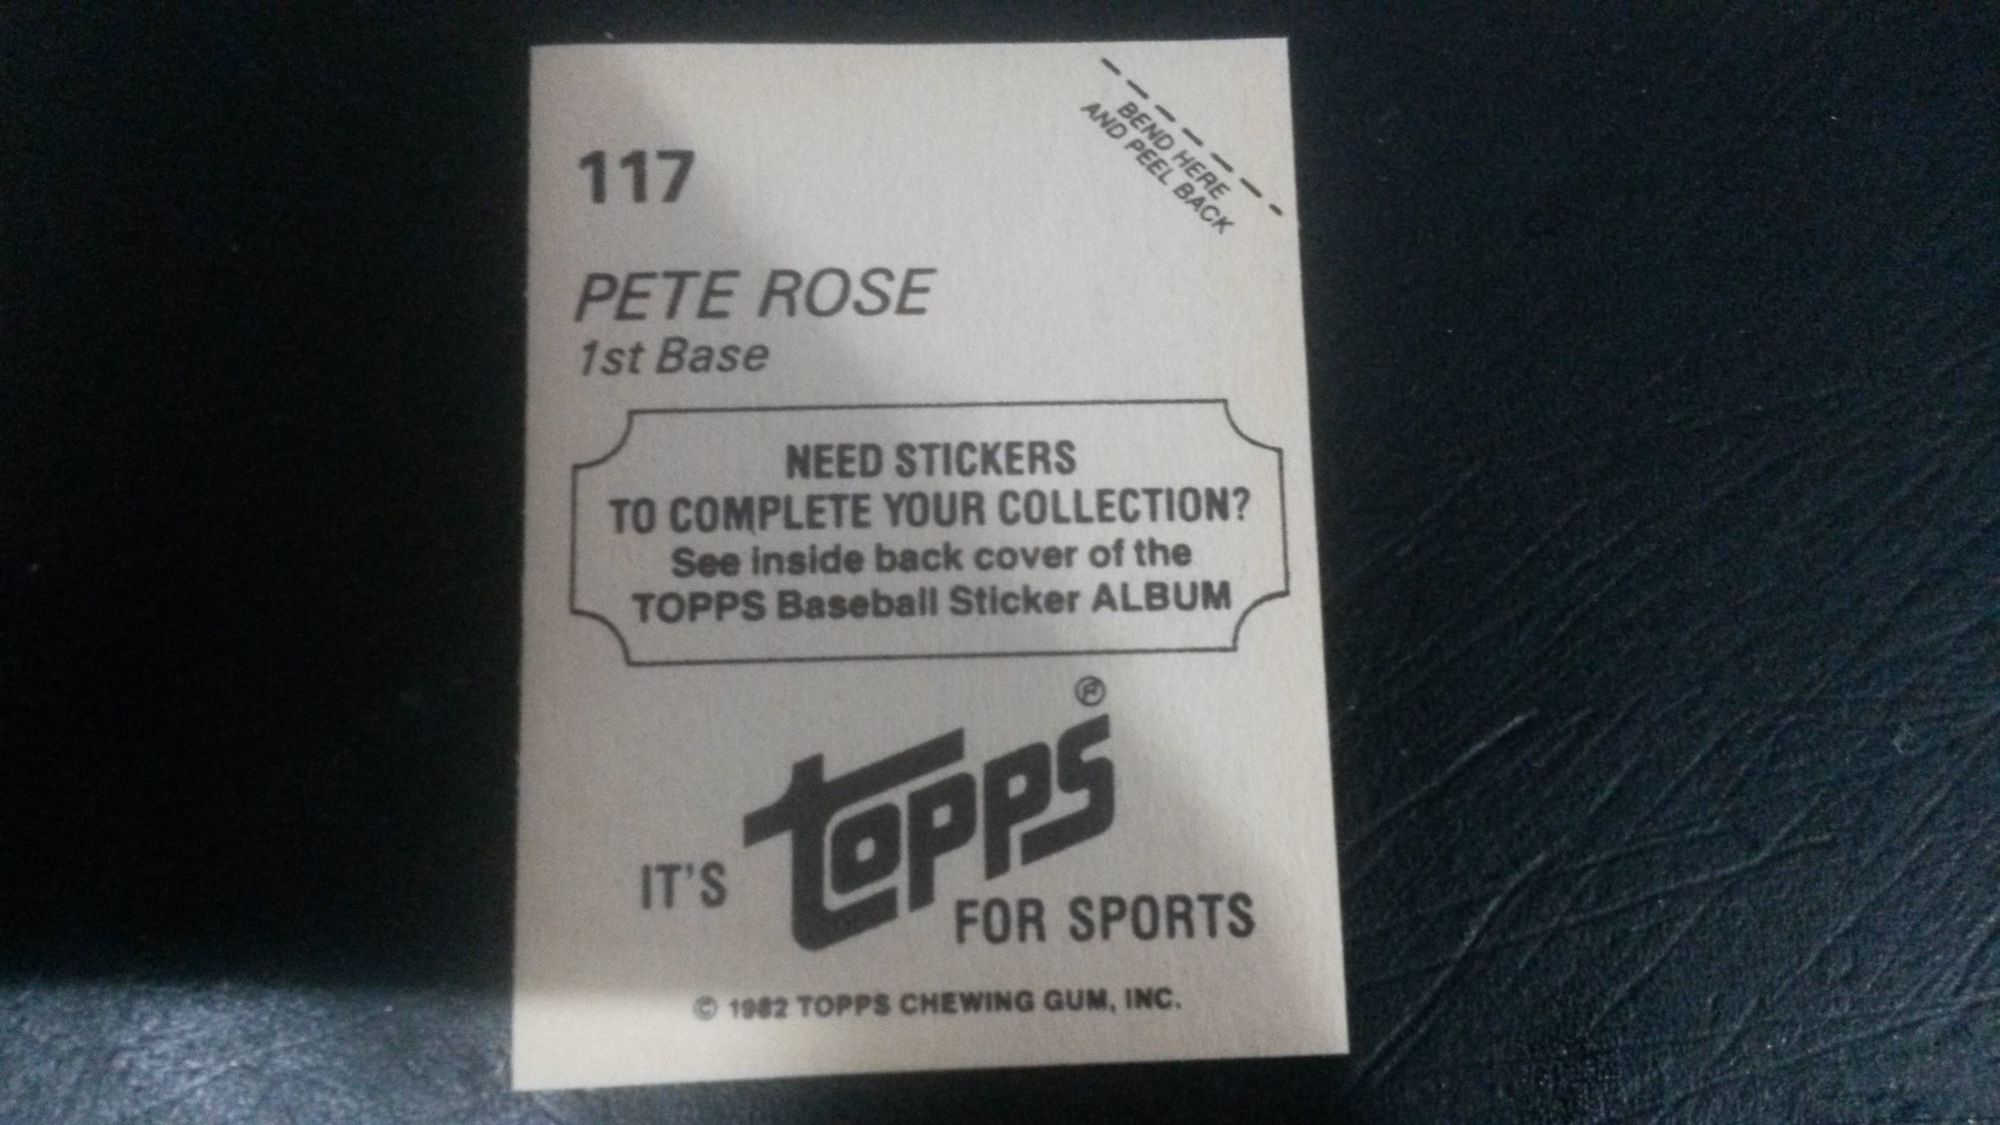 BEND HERE
AND PEEL BACK
117
PETE ROSE
1st Base
NEED STICKERS
TO COMPLETE YOUR COLLECTION?
See inside back cover of the
TOPPS Baseball Sticker ALBUM
IT'S topps® FOR SPORTS
© 1982 TOPPS CHEWING GUM, INC.